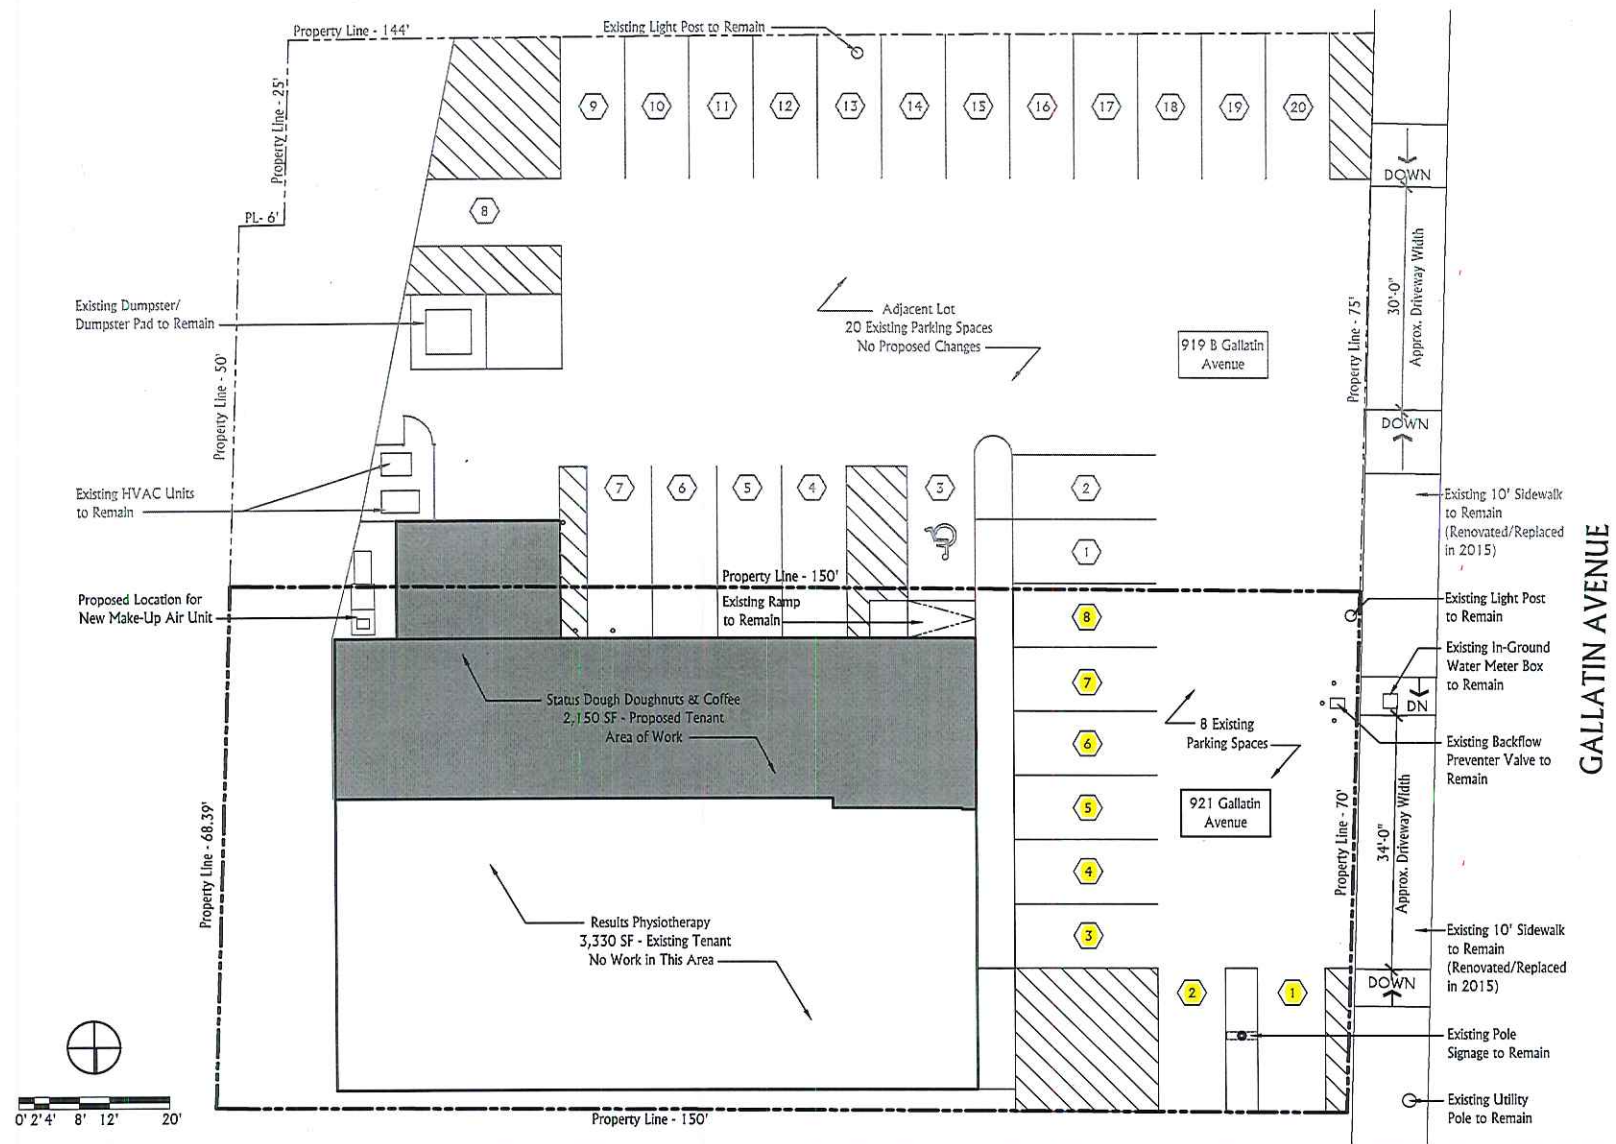 Property Line - 144'
Existing Light Post to Remain
Property Line - 25'
9
10
11
12
13
14
15
16
17
18
19
20
DOWN
PL- 6'
8
Existing Dumpster/
Dumpster Pad to Remain
Adjacent Lot
20 Existing Parking Spaces
No Proposed Changes
919 B Gallatin
Avenue
Property Line - 75'
30'-0"
Approx. Driveway Width
Property Line - 50'
DOWN
Existing HVAC Units
to Remain
7
6
5
4
3
2
1
Existing 10' Sidewalk
to Remain
(Renovated/Replaced
in 2015)
GALLATIN AVENUE
Property Line - 150'
Proposed Location for
New Make-Up Air Unit
Existing Ramp
to Remain
8
7
6
5
4
3
2
1
Existing Light Post
to Remain
Existing In-Ground
Water Meter Box
to Remain
DN
Status Dough Doughnuts & Coffee
2,150 SF - Proposed Tenant
Area of Work
8 Existing
Parking Spaces
Existing Backflow
Preventer Valve to
Remain
921 Gallatin
Avenue
Property Line - 70'
34'-0"
Approx. Driveway Width
Property Line - 68.39'
Results Physiotherapy
3,330 SF - Existing Tenant
No Work in This Area
Existing 10' Sidewalk
to Remain
(Renovated/Replaced
in 2015)
DOWN
Existing Pole
Signage to Remain
Existing Utility
Pole to Remain
0' 2' 4' 8' 12' 20'
Property Line - 150'